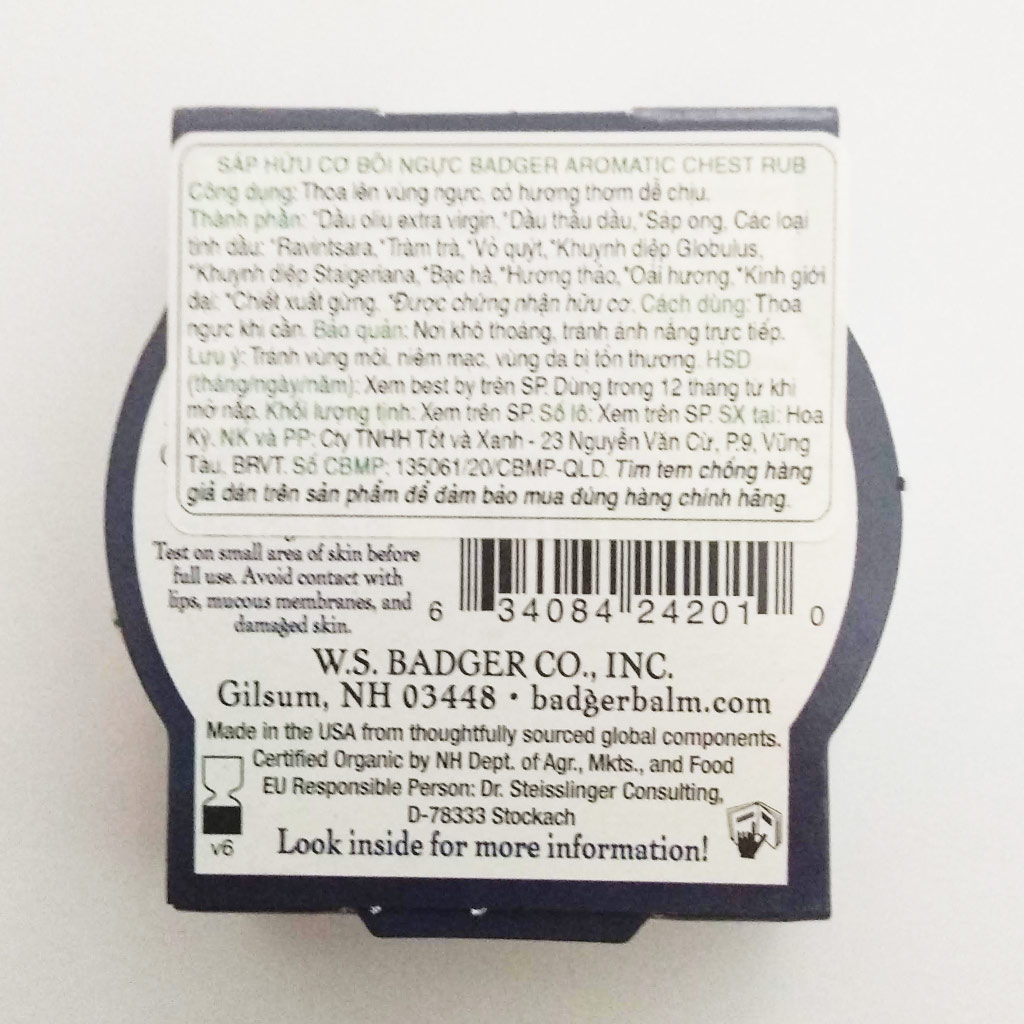 SÁP HỮU CƠ BÔI NGỰC BADGER AROMATIC CHEST RUB
Công dụng: Thoa lên vùng ngực, có hương thơm dễ chịu.
Thành phần: *Dầu oliu extra virgin, *Dầu thầu dầu, *Sáp ong, Các loại
tinh dầu: *Ravintsara, *Tràm trà, *Vỏ quýt, *Khuynh diệp Globulus,
*Khuynh diệp Staigeriana, *Bạc hà, *Hương thảo, *Oải hương, *Kinh giới
dại; *Chiết xuất gừng. *Được chứng nhận hữu cơ. Cách dùng: Thoa
ngực khi cần. Bảo quản: Nơi khô thoáng, tránh ánh nắng trực tiếp.
Lưu ý: Tránh vùng môi, niêm mạc, vùng da bị tổn thương. HSD
(tháng/ngày/năm): Xem best by trên SP. Dùng trong 12 tháng từ khi
mở nắp. Khối lượng tịnh: Xem trên SP. Số lô: Xem trên SP. SX tại: Hoa
Kỳ. NK và PP: Cty TNHH Tốt và Xanh - 23 Nguyễn Văn Cừ, P.9, Vũng
Tàu, BRVT. Số CBMP: 135061/20/CBMP-QLD. Tìm tem chống hàng
giả dán trên sản phẩm để đảm bảo mua đúng hàng chính hãng.
Test on small area of skin before
full use. Avoid contact with
lips, mucous membranes, and
damaged skin.
6 34084 24201 0
W.S. BADGER CO., INC.
Gilsum, NH 03448 • badgerbalm.com
Made in the USA from thoughtfully sourced global components.
Certified Organic by NH Dept. of Agr., Mkts., and Food
EU Responsible Person: Dr. Steisslinger Consulting,
D-78333 Stockach
v6
Look inside for more information!